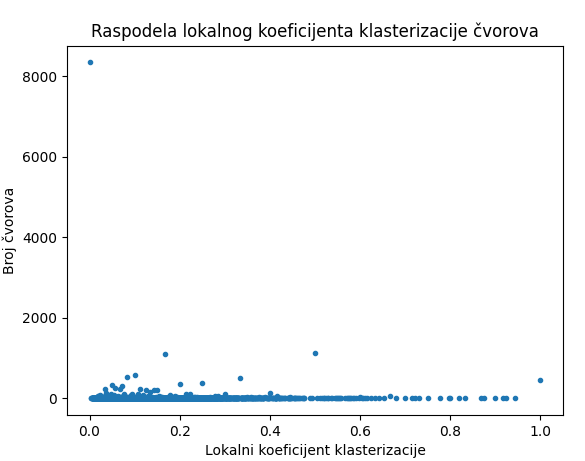 Raspodela lokalnog koeficijenta klasterizacije čvorova
Broj čvorova
8000
6000
4000
2000
0
0.0 0.2 0.4 0.6 0.8 1.0
Lokalni koeficijent klasterizacije